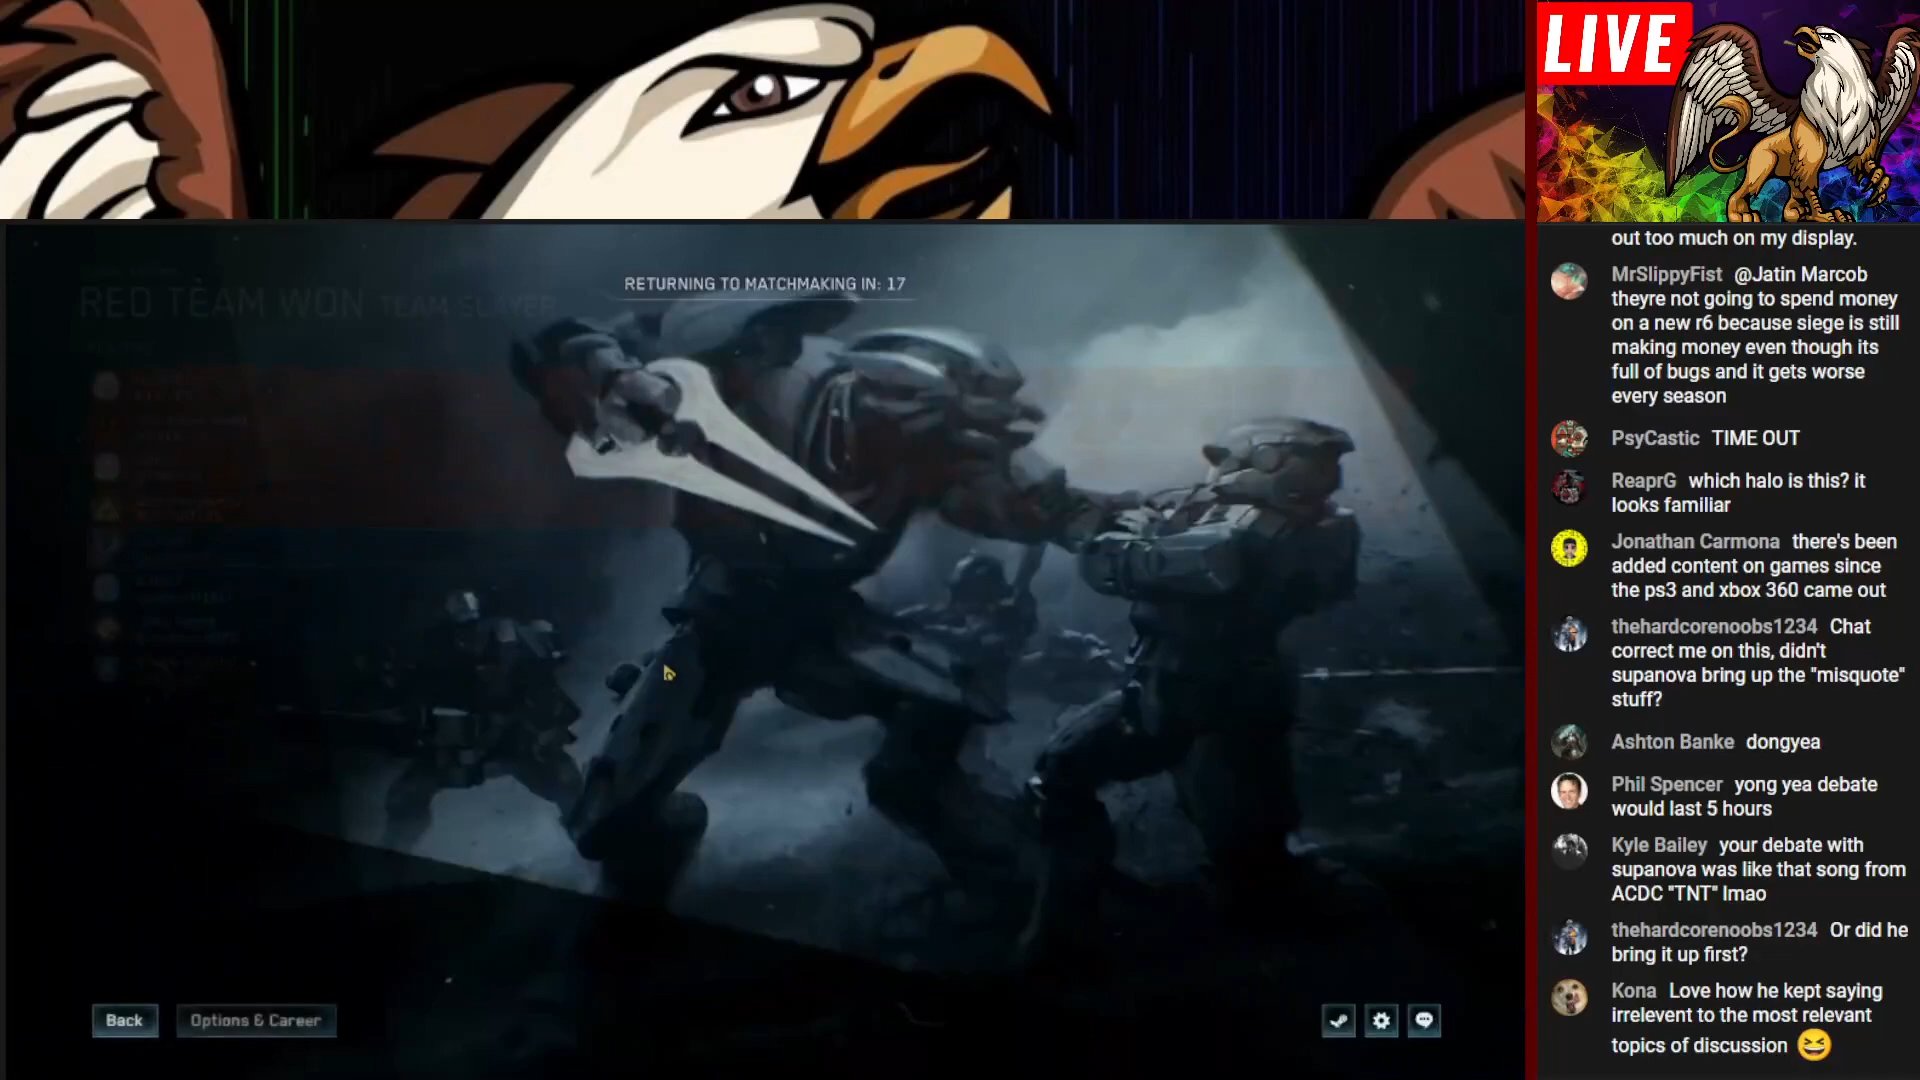 LIVE
out too much on my display.
RETURNING TO MATCHMAKING IN: 17
RED TEAM WON TEAM SLAYER
MrSlippyFist @Jatin Marcob
theyre not going to spend money
on a new r6 because siege is still
making money even though its
full of bugs and it gets worse
every season
PsyCastic TIME OUT
ReaprG which halo is this? it
looks familiar
Jonathan Carmona there's been
added content on games since
the ps3 and xbox 360 came out
thehardcorenoobs1234 Chat
correct me on this, didn't
supanova bring up the "misquote"
stuff?
Ashton Banke dongyea
Phil Spencer yong yea debate
would last 5 hours
Kyle Bailey your debate with
supanova was like that song from
ACDC "TNT" lmao
thehardcorenoobs1234 Or did he
bring it up first?
Kona Love how he kept saying
irrelevent to the most relevant
topics of discussion 😆
Back
Options & Career